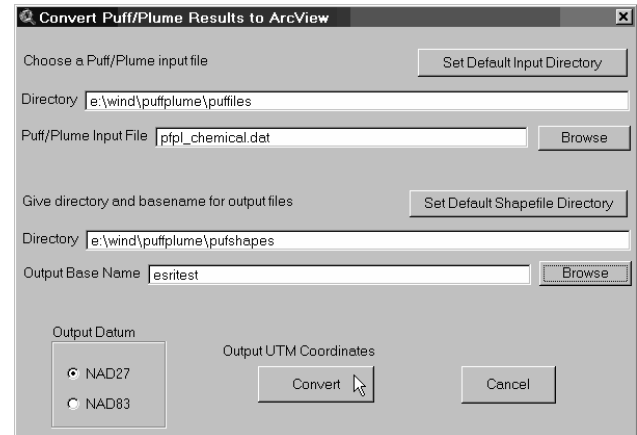 Convert Puff/Plume Results to ArcView
Choose a Puff/Plume input file
Set Default Input Directory
Directory e:\wind\puffplume\puffiles
Puff/Plume Input File pfpl_chemical.dat
Browse
Give directory and basename for output files
Set Default Shapefile Directory
Directory e:\wind\puffplume\pufshapes
Output Base Name esritest
Browse
Output Datum
NAD27
NAD83
Output UTM Coordinates
Convert
Cancel